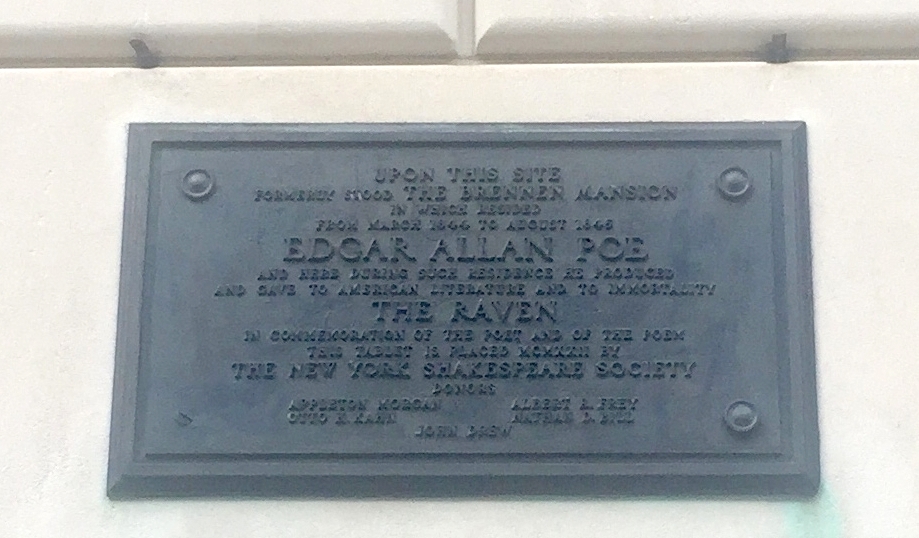 UPON THIS SITE
FORMERLY STOOD THE BRENNEN MANSION
IN WHICH RESIDED
FROM MARCH 1844 TO AUGUST 1845
EDGAR ALLAN POE
AND HERE DURING SUCH RESIDENCE HE PRODUCED
AND GAVE TO AMERICAN LITERATURE AND TO IMMORTALITY
THE RAVEN
IN COMMEMORATION OF THE POET AND OF THE POEM
THIS TABLET IS PLACED MCMXXII BY
THE NEW YORK SHAKESPEARE SOCIETY
DONORS
APPLETON MORGAN ALBERT R. FREY
OTTO H. KAHN NATHAN D. BILL
JOHN DREW